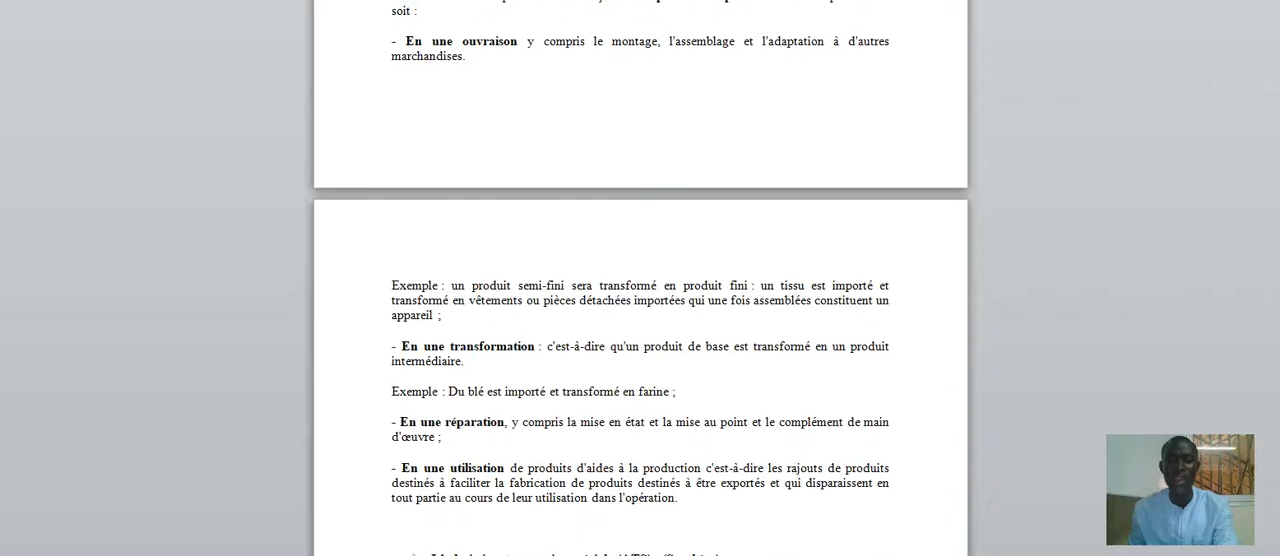 soit :
- En une ouvraison y compris le montage, l'assemblage et l'adaptation à d'autres
marchandises.
Exemple : un produit semi-fini sera transformé en produit fini : un tissu est importé et
transformé en vêtements ou pièces détachées importées qui une fois assemblées constituent un
appareil ;
- En une transformation : c'est-à-dire qu'un produit de base est transformé en un produit
intermédiaire.
Exemple : Du blé est importé et transformé en farine ;
- En une réparation, y compris la mise en état et la mise au point et le complément de main
d'œuvre ;
- En une utilisation de produits d'aides à la production c'est-à-dire les rajouts de produits
destinés à faciliter la fabrication de produits destinés à être exportés et qui disparaissent en
tout partie au cours de leur utilisation dans l'opération.